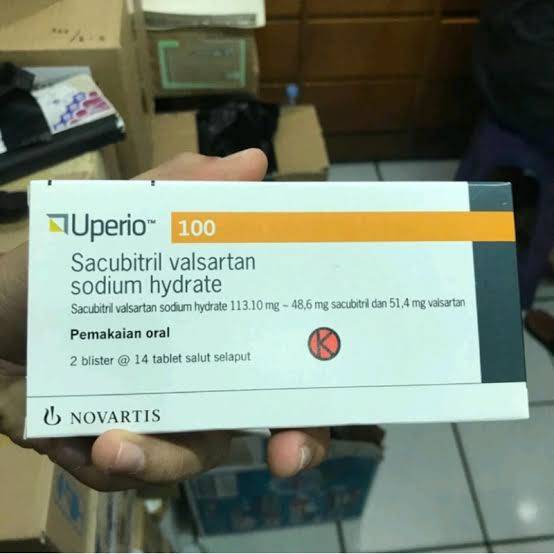 Uperio™ 100
Sacubitril valsartan
sodium hydrate
Sacubitril valsartan sodium hydrate 113.10 mg ~ 48,6 mg sacubitril dan 51,4 mg valsartan
Pemakaian oral
K
2 blister @ 14 tablet salut selaput
NOVARTIS